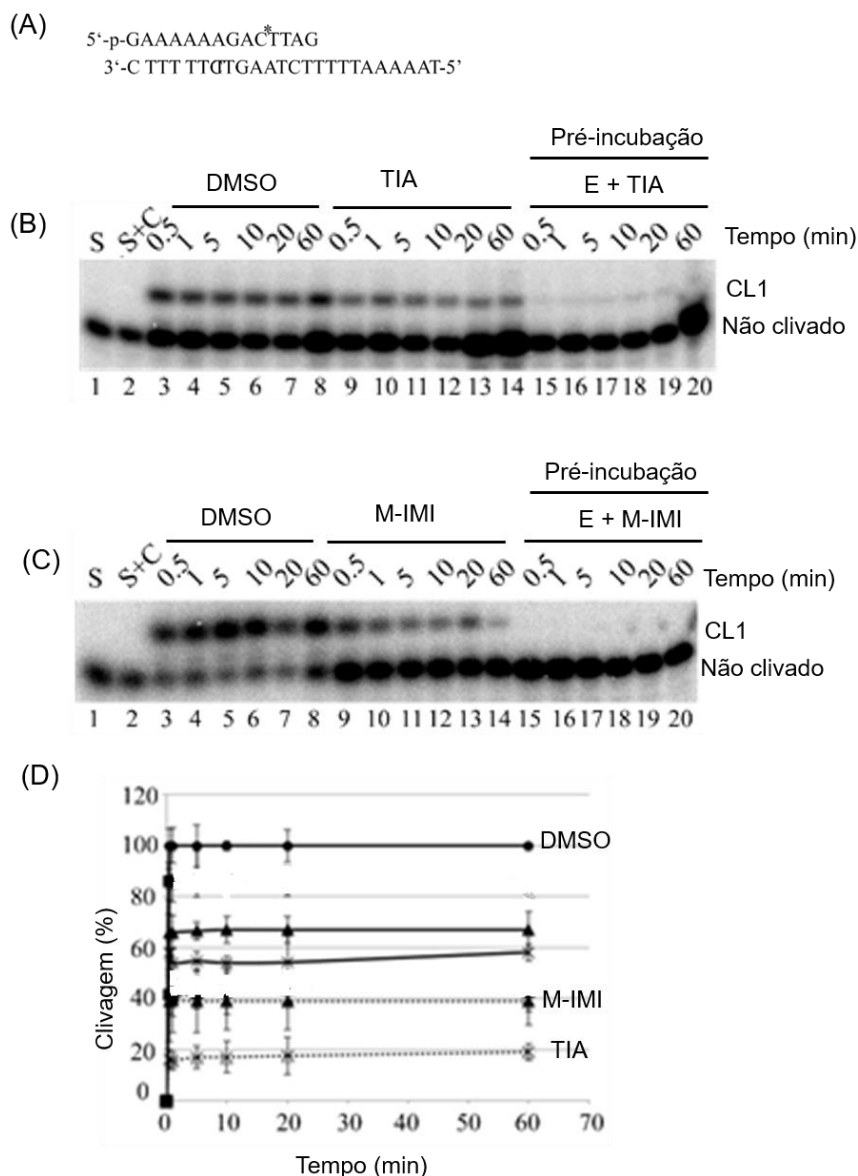 (A)
*
5'-p-GAAAAAAGACTTAG
3'-C TTT TTCTTGAATCTTTTTAAAAAT-5'
Pré-incubação
DMSO TIA E + TIA
(B)
S S+C 0.5 1 5 10 20 60 0.5 1 5 10 20 60 0.5 1 5 10 20 60 Tempo (min)
CL1
Não clivado
1 2 3 4 5 6 7 8 9 10 11 12 13 14 15 16 17 18 19 20
Pré-incubação
DMSO M-IMI E + M-IMI
(C)
S S+C 0.5 1 5 10 20 60 0.5 1 5 10 20 60 0.5 1 5 10 20 60 Tempo (min)
CL1
Não clivado
1 2 3 4 5 6 7 8 9 10 11 12 13 14 15 16 17 18 19 20
(D)
Clivagem (%)
120
100
80
60
40
20
0
DMSO
M-IMI
TIA
0 10 20 30 40 50 60 70
Tempo (min)